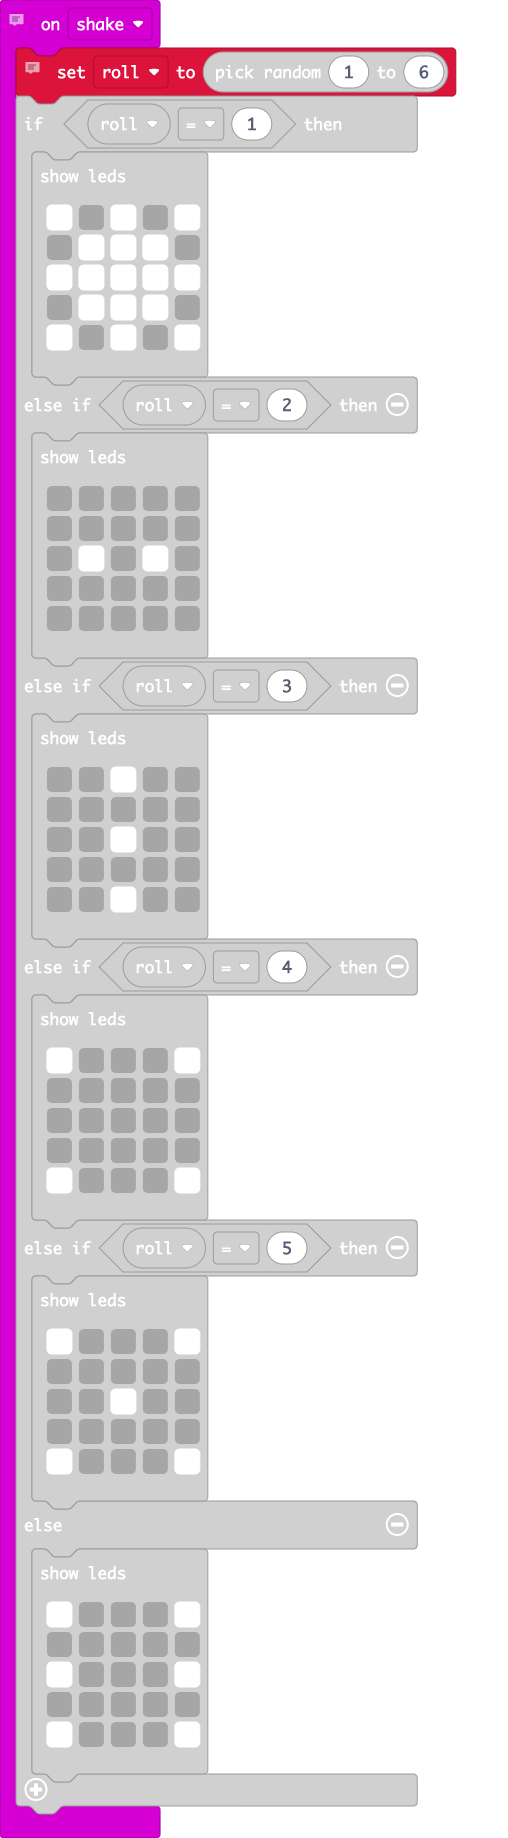 on shake
set roll to pick random 1 to 6
if roll = 1 then
show leds
else if roll = 2 then
show leds
else if roll = 3 then
show leds
else if roll = 4 then
show leds
else if roll = 5 then
show leds
else
show leds